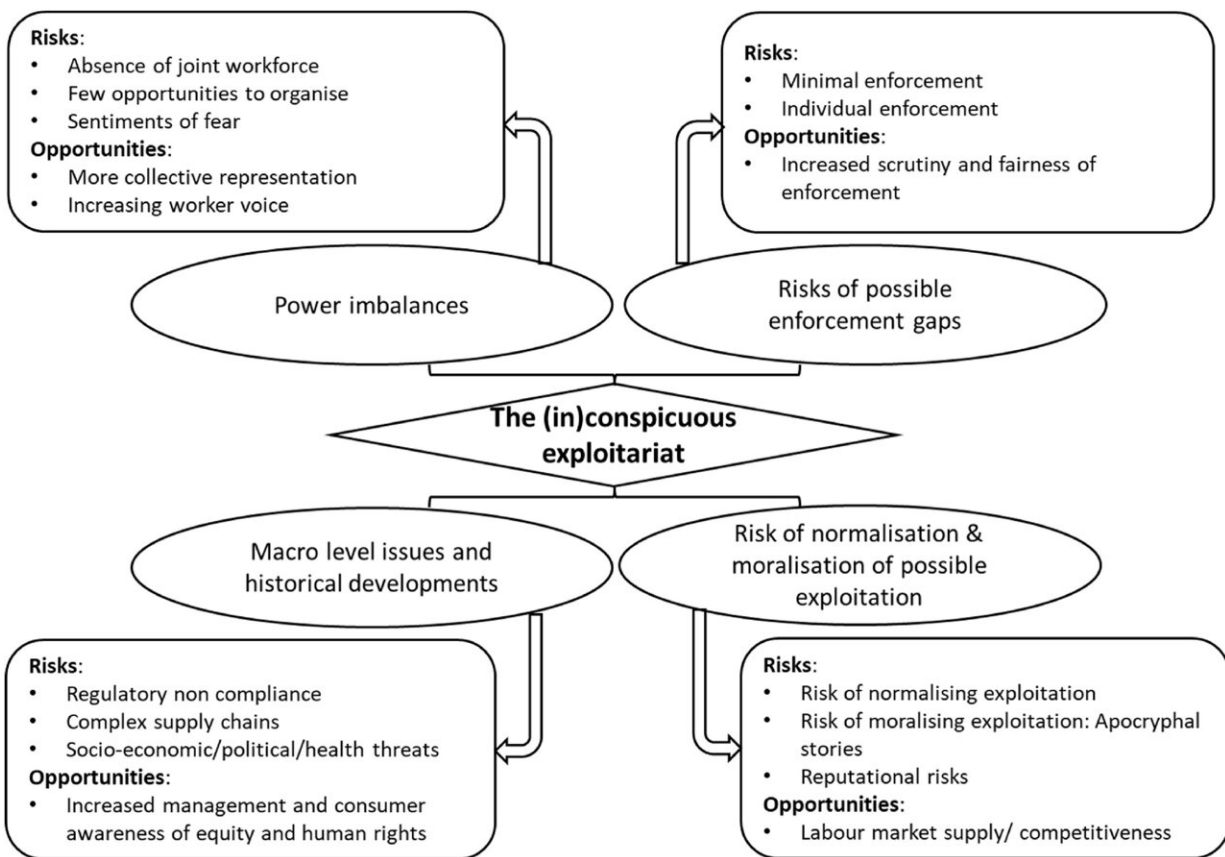 Risks:
• Absence of joint workforce
• Few opportunities to organise
• Sentiments of fear
Opportunities:
• More collective representation
• Increasing worker voice
Risks:
• Minimal enforcement
• Individual enforcement
Opportunities:
• Increased scrutiny and fairness of
enforcement
Power imbalances
Risks of possible
enforcement gaps
The (in)conspicuous
exploitariat
Macro level issues and
historical developments
Risk of normalisation &
moralisation of possible
exploitation
Risks:
• Regulatory non compliance
• Complex supply chains
• Socio-economic/political/health threats
Opportunities:
• Increased management and consumer
awareness of equity and human rights
Risks:
• Risk of normalising exploitation
• Risk of moralising exploitation: Apocryphal
stories
• Reputational risks
Opportunities:
• Labour market supply/ competitiveness